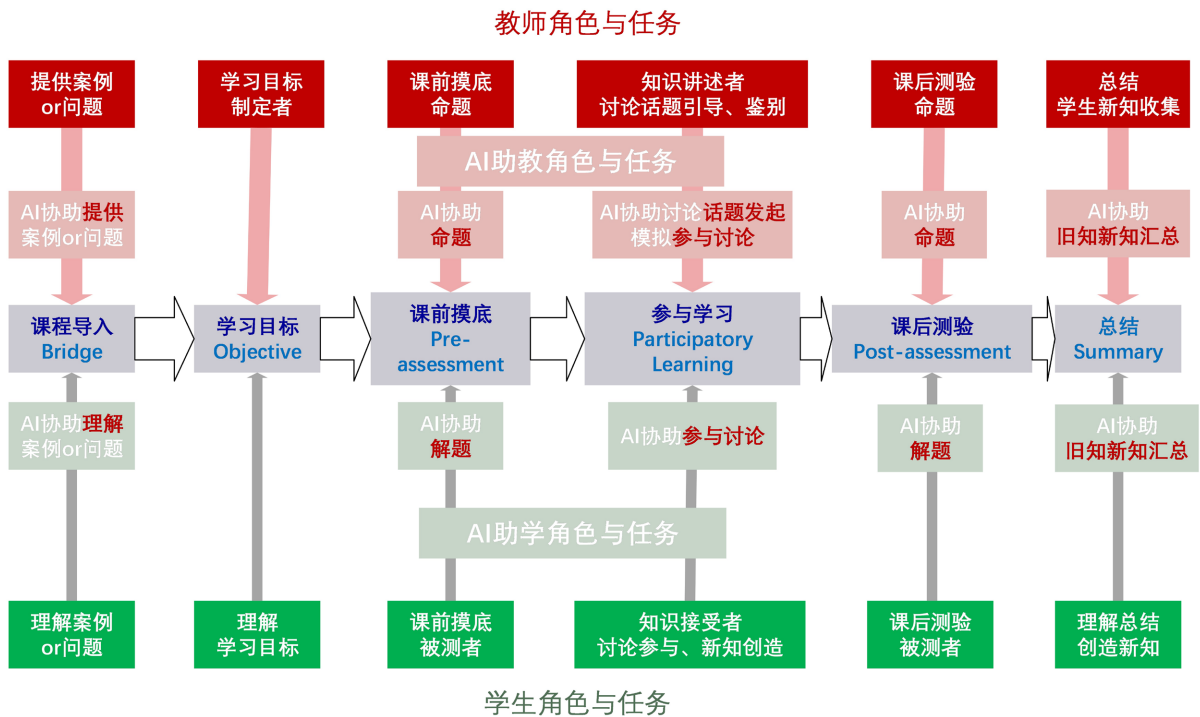 教师角色与任务
提供案例
or问题
学习目标
制定者
课前摸底
命题
知识讲述者
讨论话题引导、鉴别
课后测验
命题
总结
学生新知收集
AI助教角色与任务
AI协助提供
案例or问题
AI协助
命题
AI协助讨论话题发起
模拟参与讨论
AI协助
命题
AI协助
旧知新知汇总
课程导入
Bridge
学习目标
Objective
课前摸底
Pre-
assessment
参与学习
Participatory
Learning
课后测验
Post-assessment
总结
Summary
AI协助理解
案例or问题
AI协助
解题
AI协助参与讨论
AI协助
解题
AI协助
旧知新知汇总
AI助学角色与任务
理解案例
or问题
理解
学习目标
课前摸底
被测者
知识接受者
讨论参与、新知创造
课后测验
被测者
理解总结
创造新知
学生角色与任务